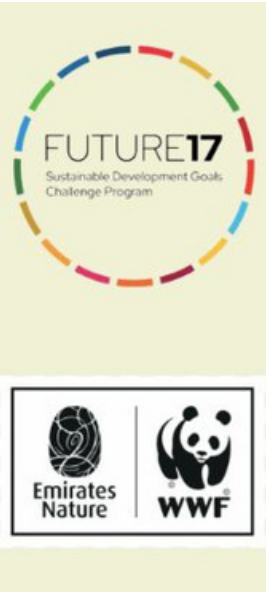 FUTURE17
Sustainable Development Goals
Challenge Program
Emirates
Nature
WWF